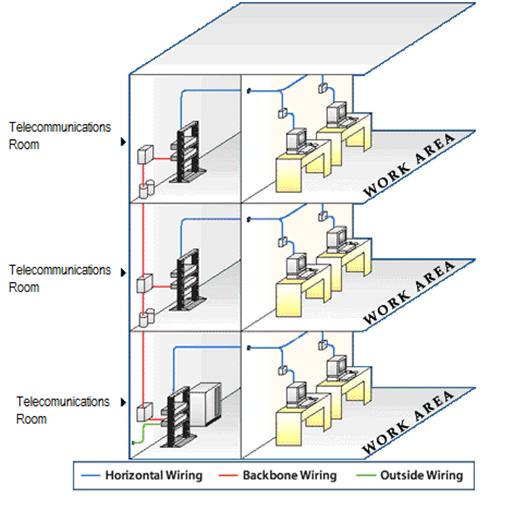 Telecommunications
Room
WORK AREA
Telecommunications
Room
WORK AREA
Telecomunications
Room
WORK AREA
Horizontal Wiring Backbone Wiring Outside Wiring